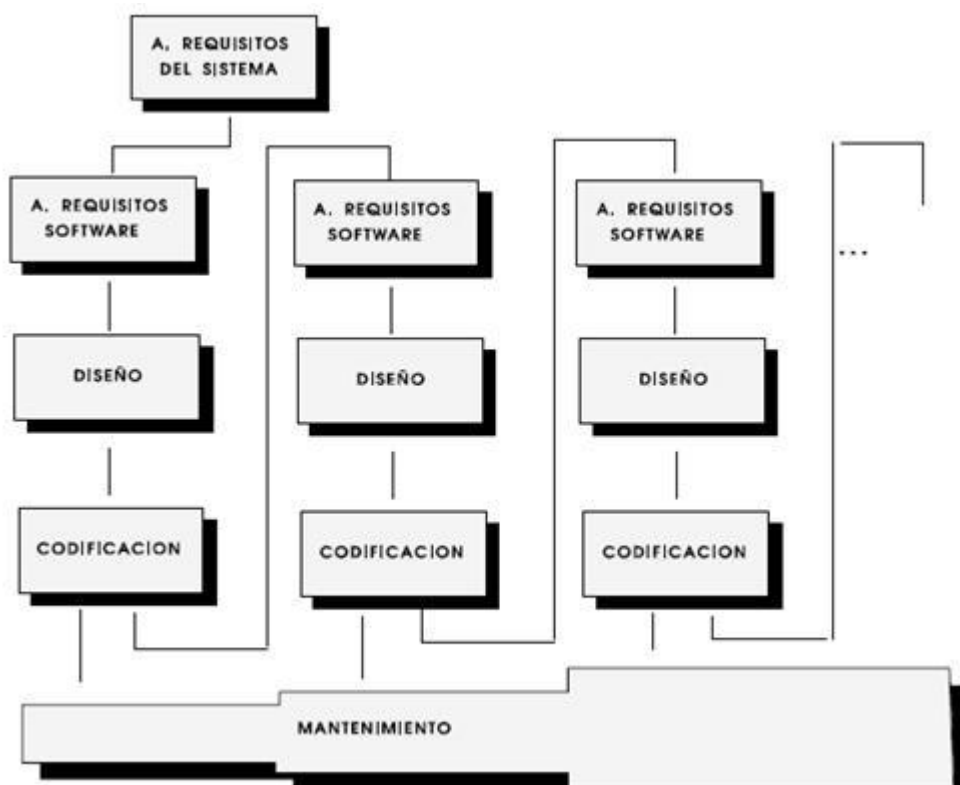 A. REQUISITOS
DEL SISTEMA
A. REQUISITOS
SOFTWARE
A. REQUISITOS
SOFTWARE
A. REQUISITOS
SOFTWARE
...
DISEÑO
DISEÑO
DISEÑO
CODIFICACION
CODIFICACION
CODIFICACION
MANTENIMIENTO